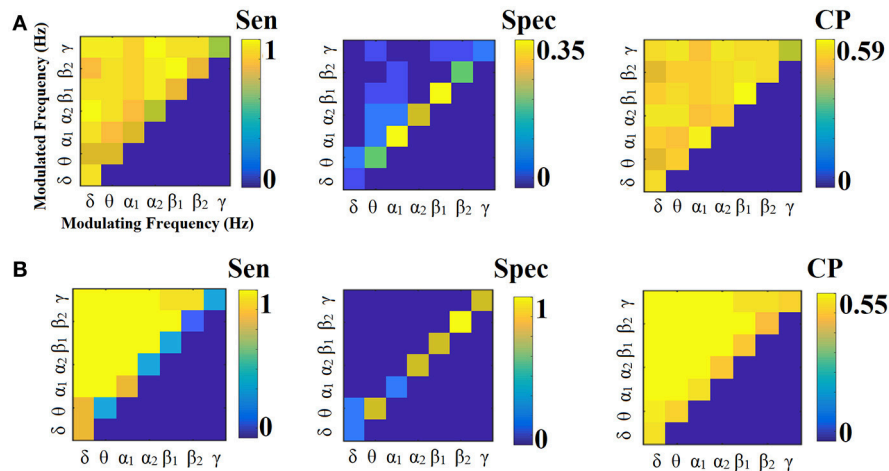 A
Sen
Spec
CP
Modulated Frequency (Hz)
δ θ α1 α2 β1 β2 γ
1
0
δ θ α1 α2 β1 β2 γ
Modulating Frequency (Hz)
δ θ α1 α2 β1 β2 γ
0.35
0
δ θ α1 α2 β1 β2 γ
δ θ α1 α2 β1 β2 γ
0.59
0
δ θ α1 α2 β1 β2 γ
B
Sen
Spec
CP
δ θ α1 α2 β1 β2 γ
1
0
δ θ α1 α2 β1 β2 γ
δ θ α1 α2 β1 β2 γ
1
0
δ θ α1 α2 β1 β2 γ
δ θ α1 α2 β1 β2 γ
0.55
0
δ θ α1 α2 β1 β2 γ